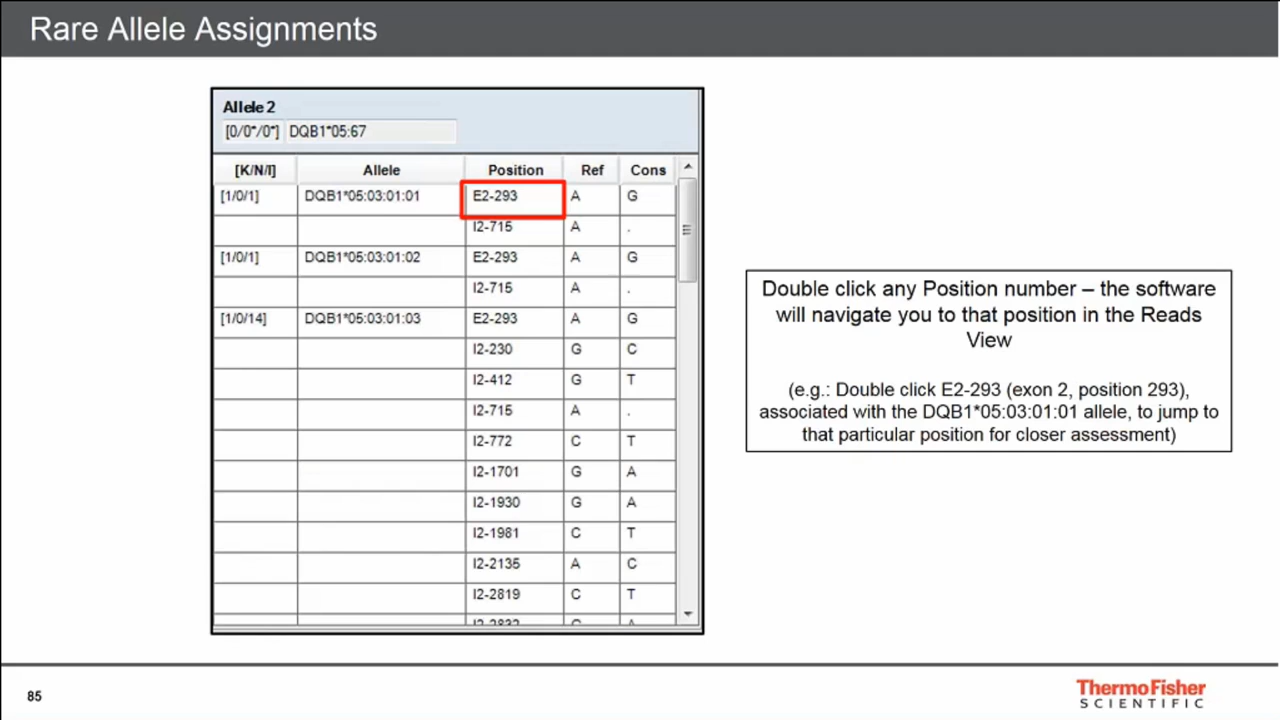 Rare Allele Assignments
Allele 2
[0/0*/0*] DQB1*05:67
[K/N/I] Allele Position Ref Cons
[1/0/1] DQB1*05:03:01:01 E2-293 A G
I2-715 A .
[1/0/1] DQB1*05:03:01:02 E2-293 A G
I2-715 A .
[1/0/14] DQB1*05:03:01:03 E2-293 A G
I2-230 G C
I2-412 G T
I2-715 A .
I2-772 C T
I2-1701 G A
I2-1930 G A
I2-1981 C T
I2-2135 A C
I2-2819 C T
Double click any Position number – the software
will navigate you to that position in the Reads
View
(e.g.: Double click E2-293 (exon 2, position 293),
associated with the DQB1*05:03:01:01 allele, to jump to
that particular position for closer assessment)
85
ThermoFisher
SCIENTIFIC